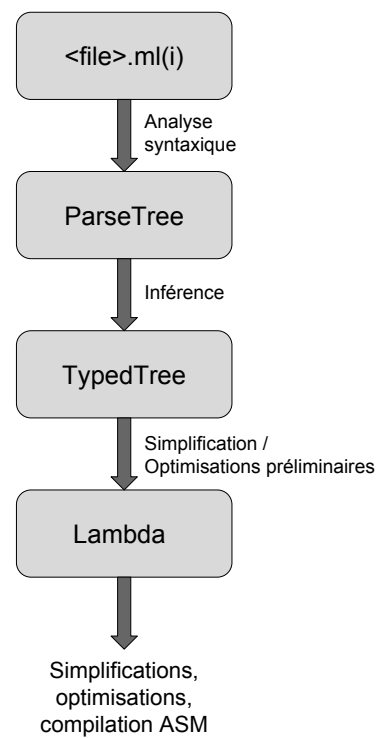 <file>.ml(i)
Analyse
syntaxique
ParseTree
Inférence
TypedTree
Simplification /
Optimisations préliminaires
Lambda
Simplifications,
optimisations,
compilation ASM